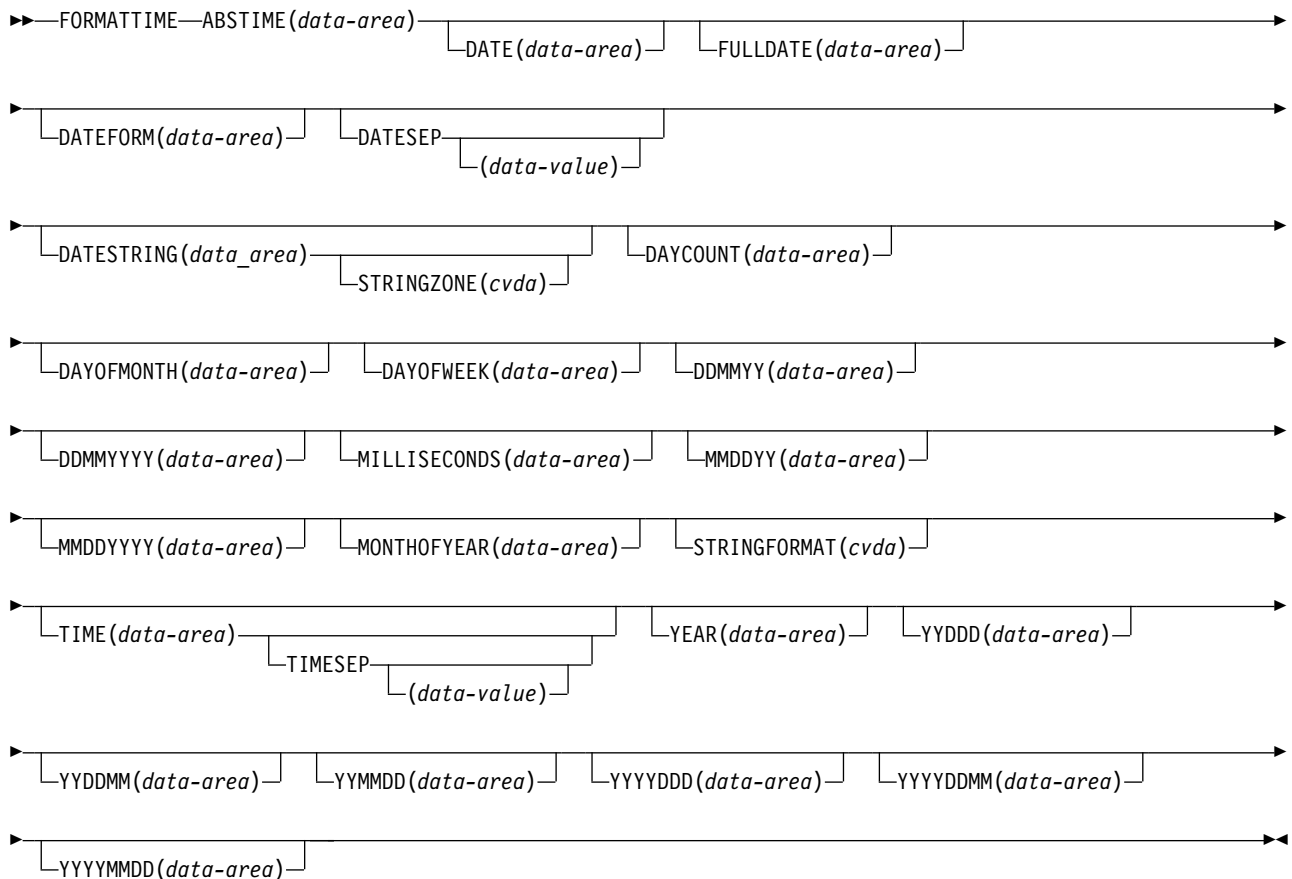 FORMATTIME ABSTIME(data-area)
DATE(data-area) FULLDATE(data-area)
DATEFORM(data-area) DATESEP
(data-value)
DATESTRING(data_area) DAYCOUNT(data-area)
STRINGZONE(cvda)
DAYOFMONTH(data-area) DAYOFWEEK(data-area) DDMMYY(data-area)
DDMMYYYY(data-area) MILLISECONDS(data-area) MMDDYY(data-area)
MMDDYYYY(data-area) MONTHOFYEAR(data-area) STRINGFORMAT(cvda)
TIME(data-area) YEAR(data-area) YYDDD(data-area)
TIMESEP
(data-value)
YYDDMM(data-area) YYMMDD(data-area) YYYYDDD(data-area) YYYYDDMM(data-area)
YYYYMMDD(data-area)